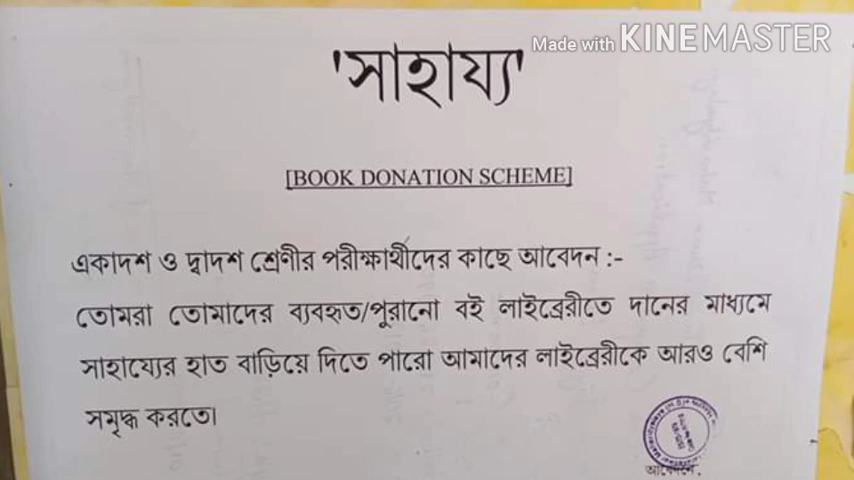 Made with KINEMASTER
'সাহায্য'
[BOOK DONATION SCHEME]
একাদশ ও দ্বাদশ শ্রেণীর পরীক্ষার্থীদের কাছে আবেদন :-
তোমরা তোমাদের ব্যবহৃত/পুরানো বই লাইব্রেরীতে দানের মাধ্যমে
সাহায্যের হাত বাড়িয়ে দিতে পারো আমাদের লাইব্রেরীকে আরও বেশি
সমৃদ্ধ করতে।